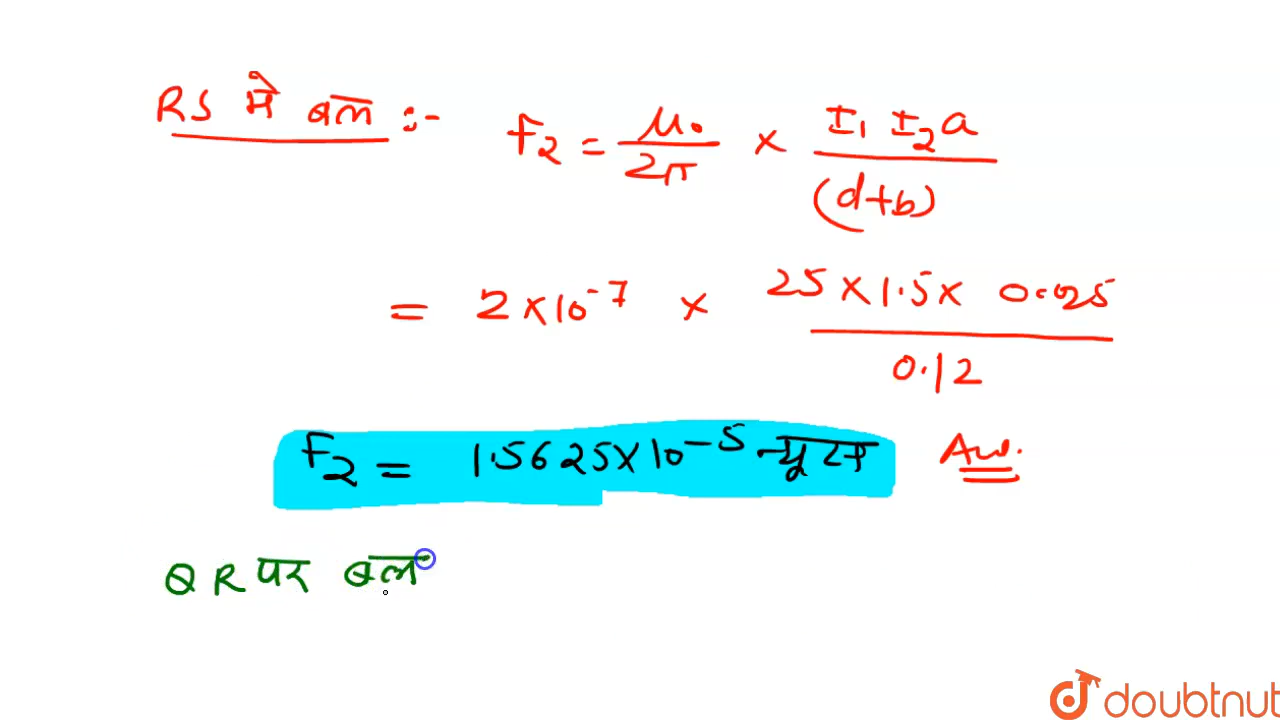 RS मे बल :- F₂ = μ₀/2π × I₁ I₂ a/(d+b)
= 2×10⁻⁷ × 25×1.5×0.025/0.12
F₂ = 1.5625×10⁻⁵ न्यूटन Ans.
QR पर बल
doubtnut